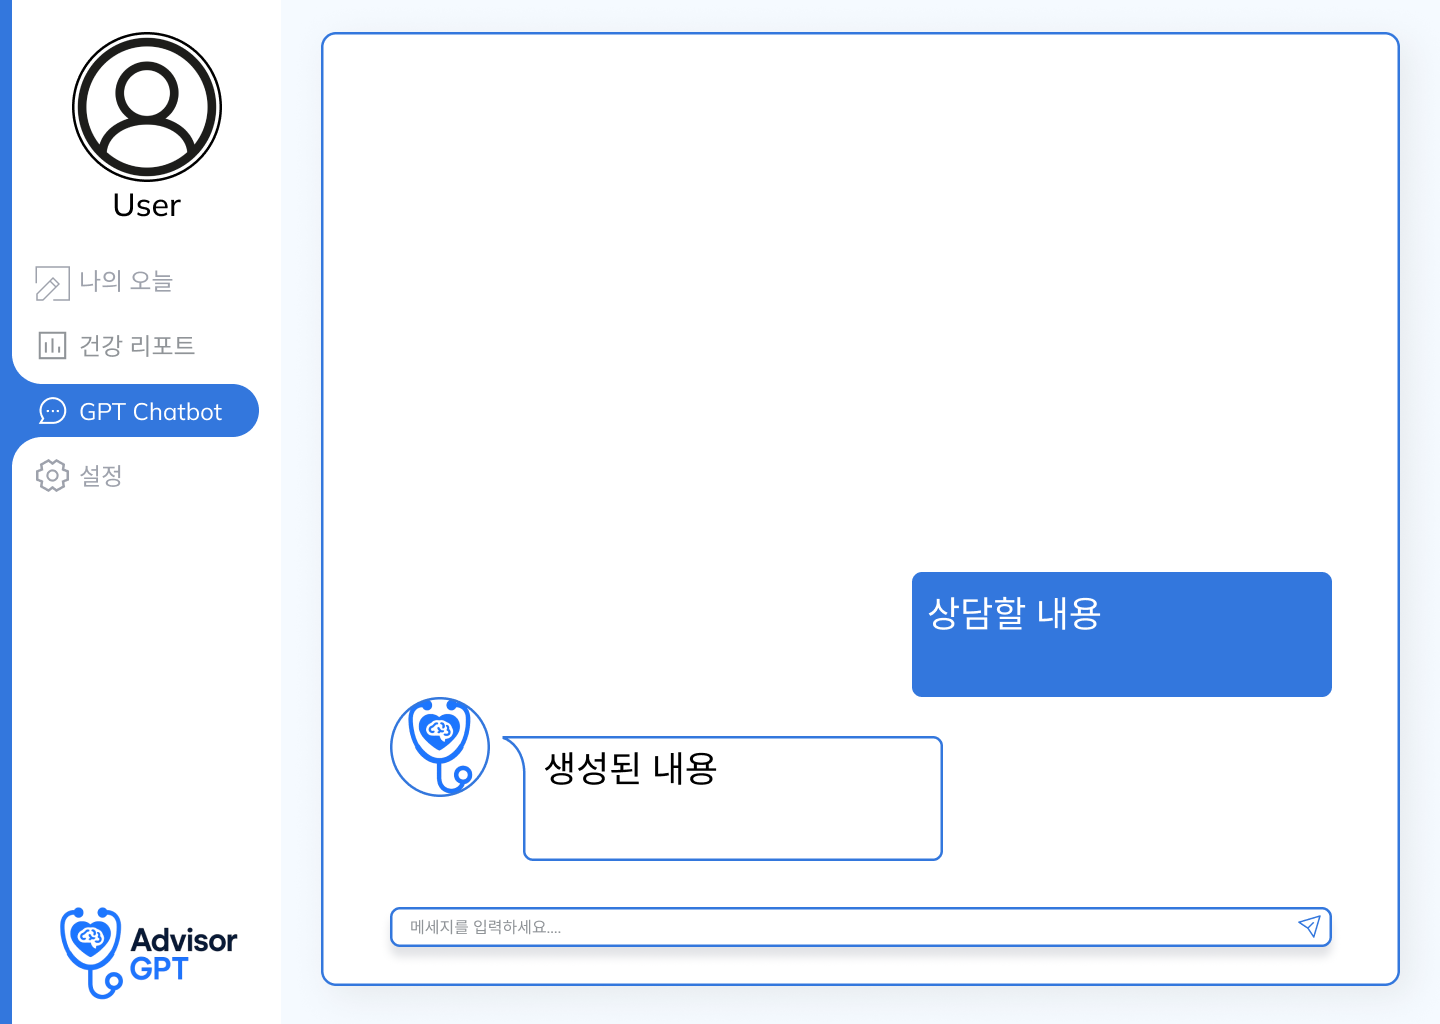 User
나의 오늘
건강 리포트
GPT Chatbot
설정
상담할 내용
생성된 내용
메세지를 입력하세요....
Advisor
GPT